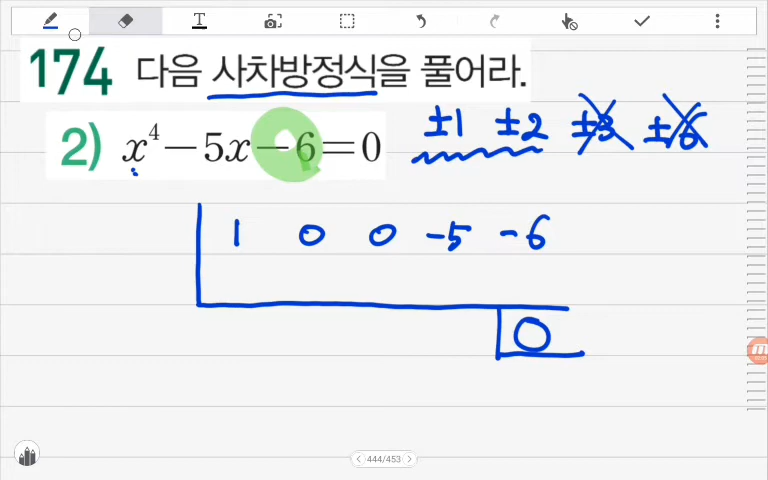 T
174 다음 사차방정식을 풀어라.
±1 ±2 ±3 ±6
2) x⁴−5x−6=0
1 0 0 -5 -6
0
444/453